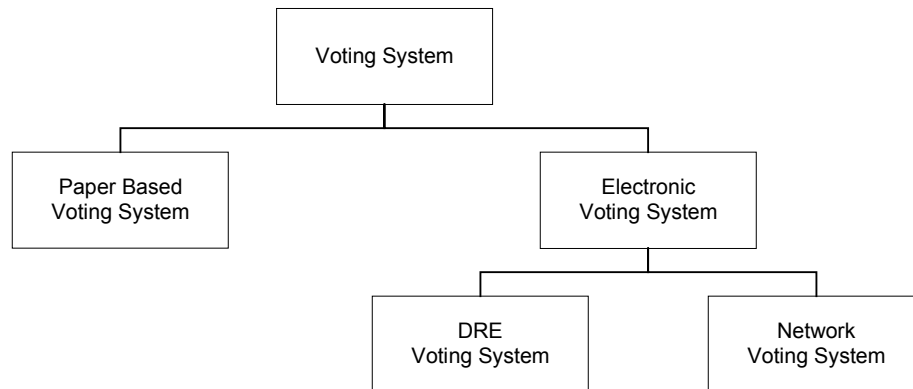 Voting System
Paper Based
Voting System
Electronic
Voting System
DRE
Voting System
Network
Voting System